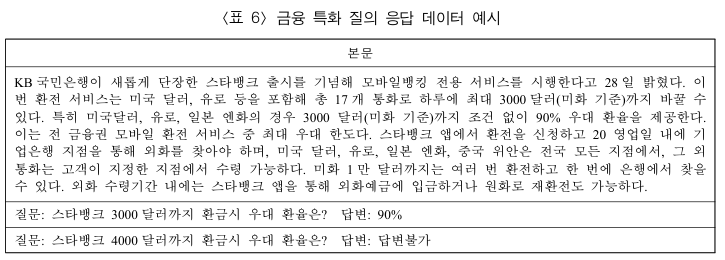 〈표 6〉 금융 특화 질의 응답 데이터 예시
본문
KB 국민은행이 새롭게 단장한 스타뱅크 출시를 기념해 모바일뱅킹 전용 서비스를 시행한다고 28일 밝혔다. 이
번 환전 서비스는 미국 달러, 유로 등을 포함해 총 17개 통화로 하루에 최대 3000달러(미화 기준)까지 바꿀 수
있다. 특히 미국달러, 유로, 일본 엔화의 경우 3000 달러(미화 기준)까지 조건 없이 90% 우대 환율을 제공한다.
이는 전 금융권 모바일 환전 서비스 중 최대 우대 한도다. 스타뱅크 앱에서 환전을 신청하고 20 영업일 내에 기
업은행 지점을 통해 외화를 찾아야 하며, 미국 달러, 유로, 일본 엔화, 중국 위안은 전국 모든 지점에서, 그 외
통화는 고객이 지정한 지점에서 수령 가능하다. 미화 1만 달러까지는 여러 번 환전하고 한 번에 은행에서 찾을
수 있다. 외화 수령기간 내에는 스타뱅크 앱을 통해 외화예금에 입금하거나 원화로 재환전도 가능하다.
질문: 스타뱅크 3000달러까지 환금시 우대 환율은? 답변: 90%
질문: 스타뱅크 4000달러까지 환금시 우대 환율은? 답변: 답변불가